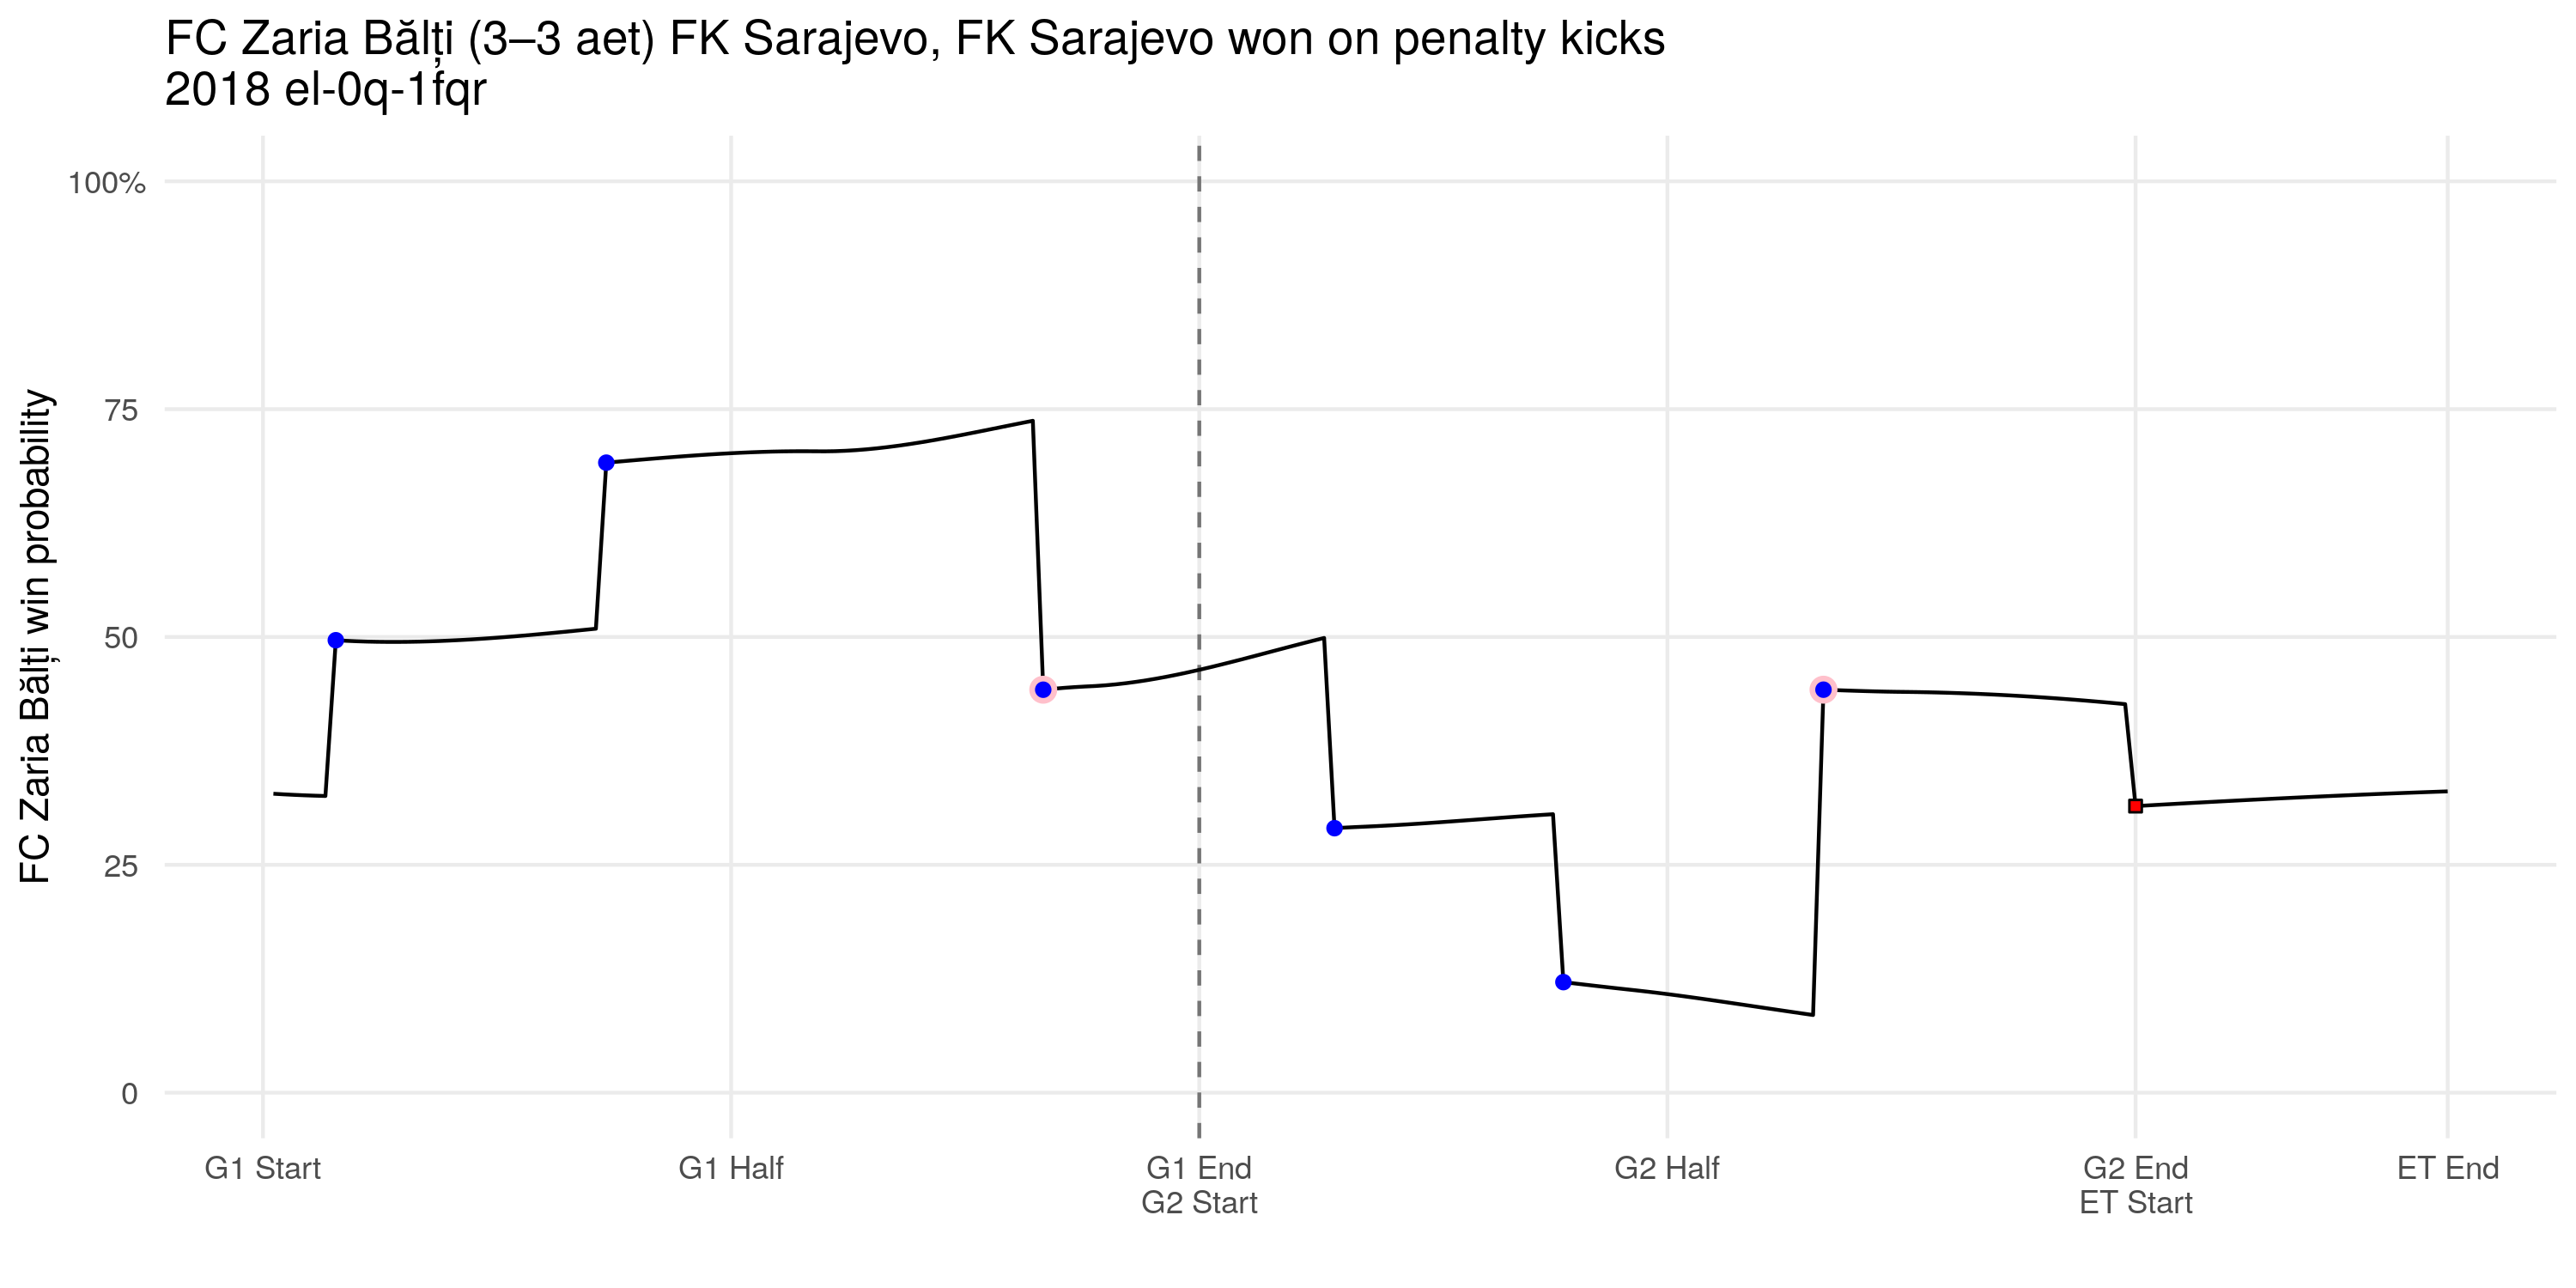 FC Zaria Bălți (3–3 aet) FK Sarajevo, FK Sarajevo won on penalty kicks
2018 el-0q-1fqr
FC Zaria Bălți win probability
100%
75
50
25
0
G1 Start
G1 Half
G1 End
G2 Start
G2 Half
G2 End
ET Start
ET End